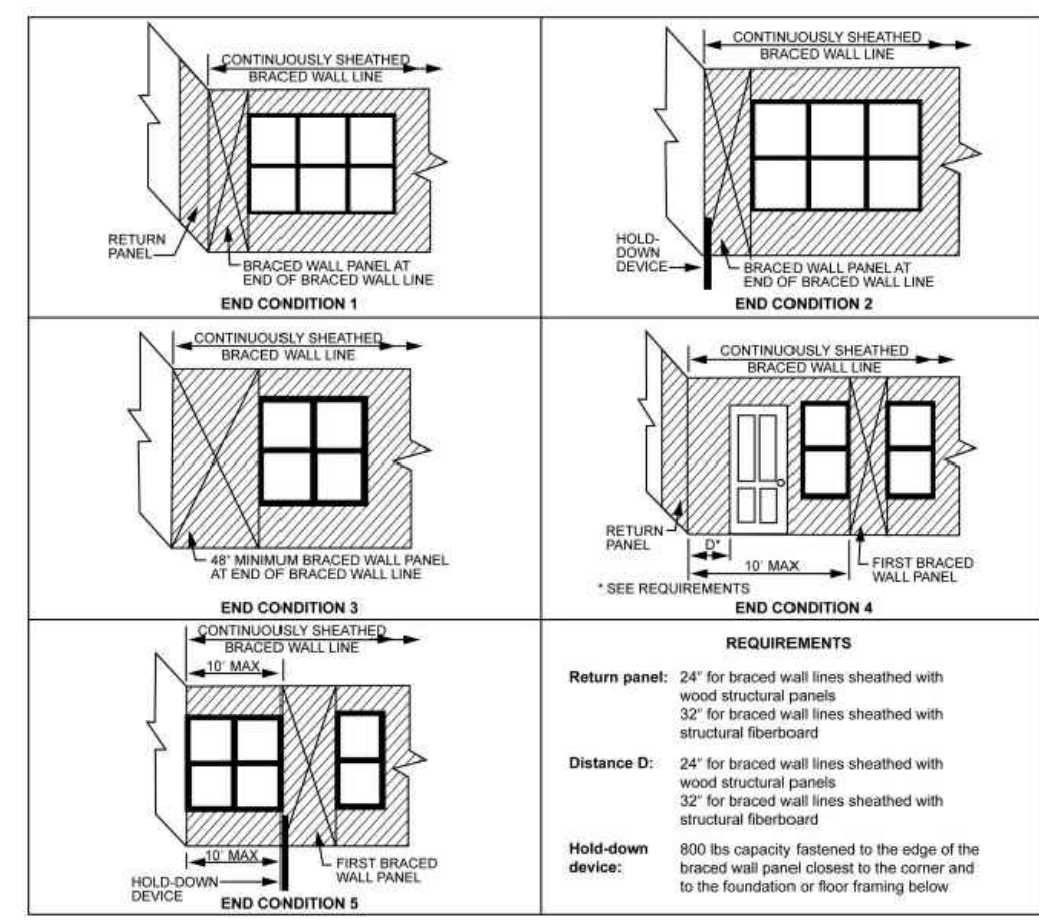 CONTINUOUSLY SHEATHED
BRACED WALL LINE
RETURN
PANEL
BRACED WALL PANEL AT
END OF BRACED WALL LINE
END CONDITION 1
CONTINUOUSLY SHEATHED
BRACED WALL LINE
HOLD-
DOWN
DEVICE
BRACED WALL PANEL AT
END OF BRACED WALL LINE
END CONDITION 2
CONTINUOUSLY SHEATHED
BRACED WALL LINE
48" MINIMUM BRACED WALL PANEL
AT END OF BRACED WALL LINE
END CONDITION 3
CONTINUOUSLY SHEATHED
BRACED WALL LINE
RETURN
PANEL
D*
10' MAX
FIRST BRACED
WALL PANEL
* SEE REQUIREMENTS
END CONDITION 4
CONTINUOUSLY SHEATHED
BRACED WALL LINE
10' MAX
10' MAX
HOLD-DOWN
DEVICE
FIRST BRACED
WALL PANEL
END CONDITION 5
REQUIREMENTS
Return panel: 24" for braced wall lines sheathed with
wood structural panels
32" for braced wall lines sheathed with
structural fiberboard
Distance D: 24" for braced wall lines sheathed with
wood structural panels
32" for braced wall lines sheathed with
structural fiberboard
Hold-down 800 lbs capacity fastened to the edge of the
device: braced wall panel closest to the corner and
to the foundation or floor framing below